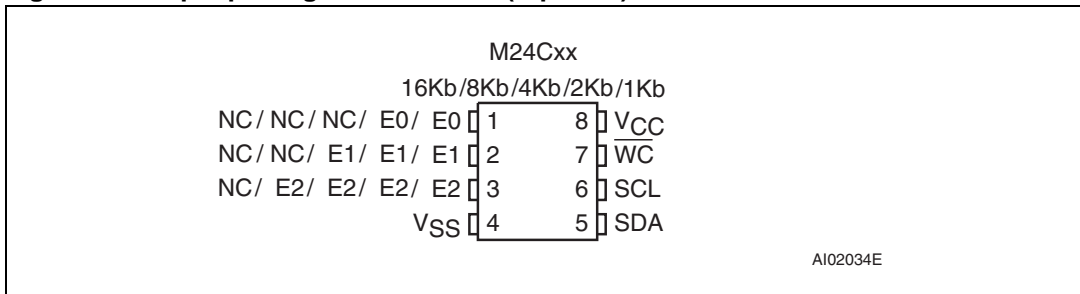 M24Cxx
16Kb/8Kb/4Kb/2Kb/1Kb
NC/ NC/ NC/ E0/ E0 1 8 VCC
NC/ NC/ E1/ E1/ E1 2 7 WC
NC/ E2/ E2/ E2/ E2 3 6 SCL
VSS 4 5 SDA
AI02034E